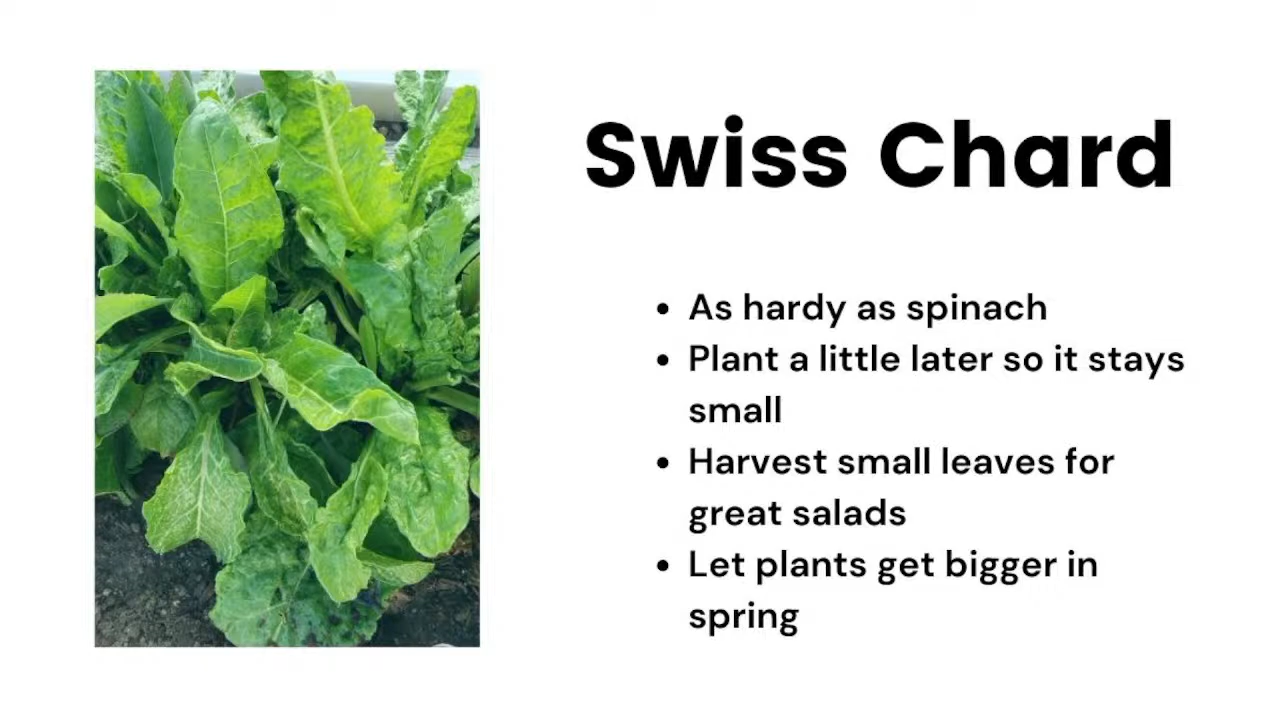 Swiss Chard
• As hardy as spinach
• Plant a little later so it stays
small
• Harvest small leaves for
great salads
• Let plants get bigger in
spring